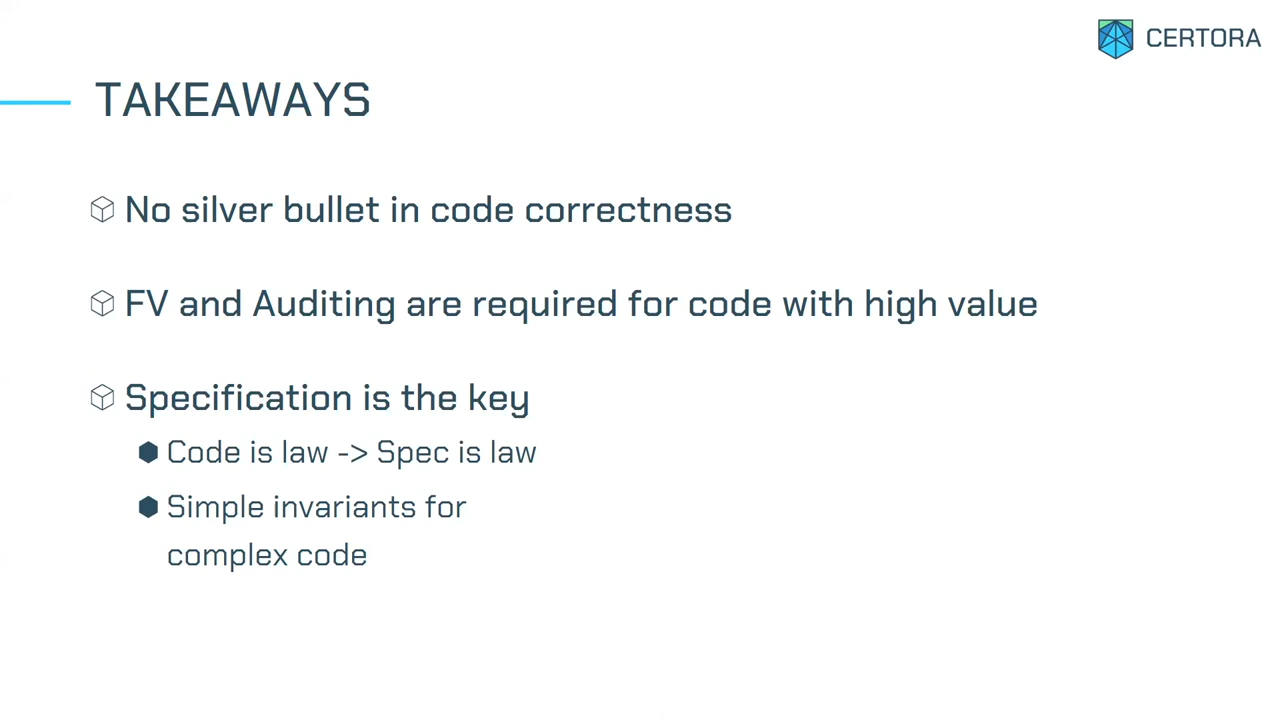 CERTORA
TAKEAWAYS
No silver bullet in code correctness
FV and Auditing are required for code with high value
Specification is the key
Code is law -> Spec is law
Simple invariants for
complex code